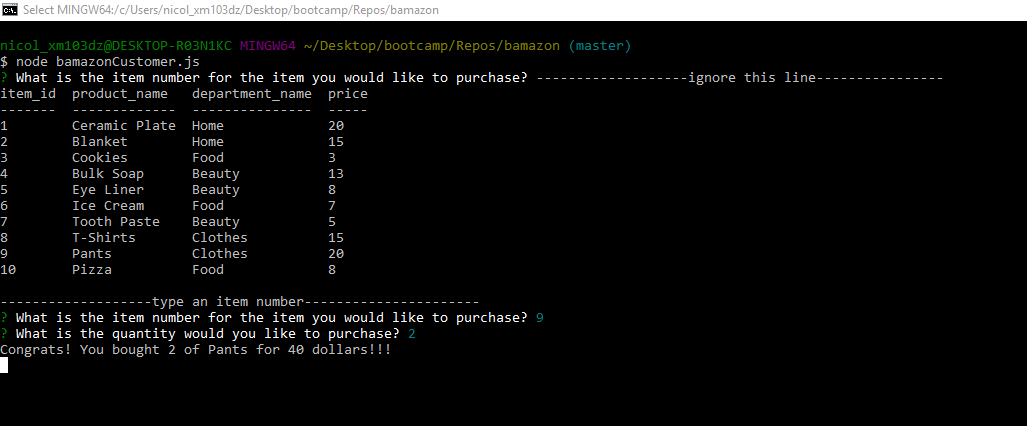 Select MINGW64:/c/Users/nicol_xm103dz/Desktop/bootcamp/Repos/bamazon
nicol_xm103dz@DESKTOP-R03N1KC MINGW64 ~/Desktop/bootcamp/Repos/bamazon (master)
$ node bamazonCustomer.js
? What is the item number for the item you would like to purchase? -------------------ignore this line----------------
item_id  product_name   department_name  price
-------  -------------  ---------------  -----
1        Ceramic Plate  Home             20
2        Blanket        Home             15
3        Cookies        Food             3
4        Bulk Soap      Beauty           13
5        Eye Liner      Beauty           8
6        Ice Cream      Food             7
7        Tooth Paste    Beauty           5
8        T-Shirts       Clothes          15
9        Pants          Clothes          20
10       Pizza          Food             8
-------------------type an item number----------------------
? What is the item number for the item you would like to purchase? 9
? What is the quantity would you like to purchase? 2
Congrats! You bought 2 of Pants for 40 dollars!!!